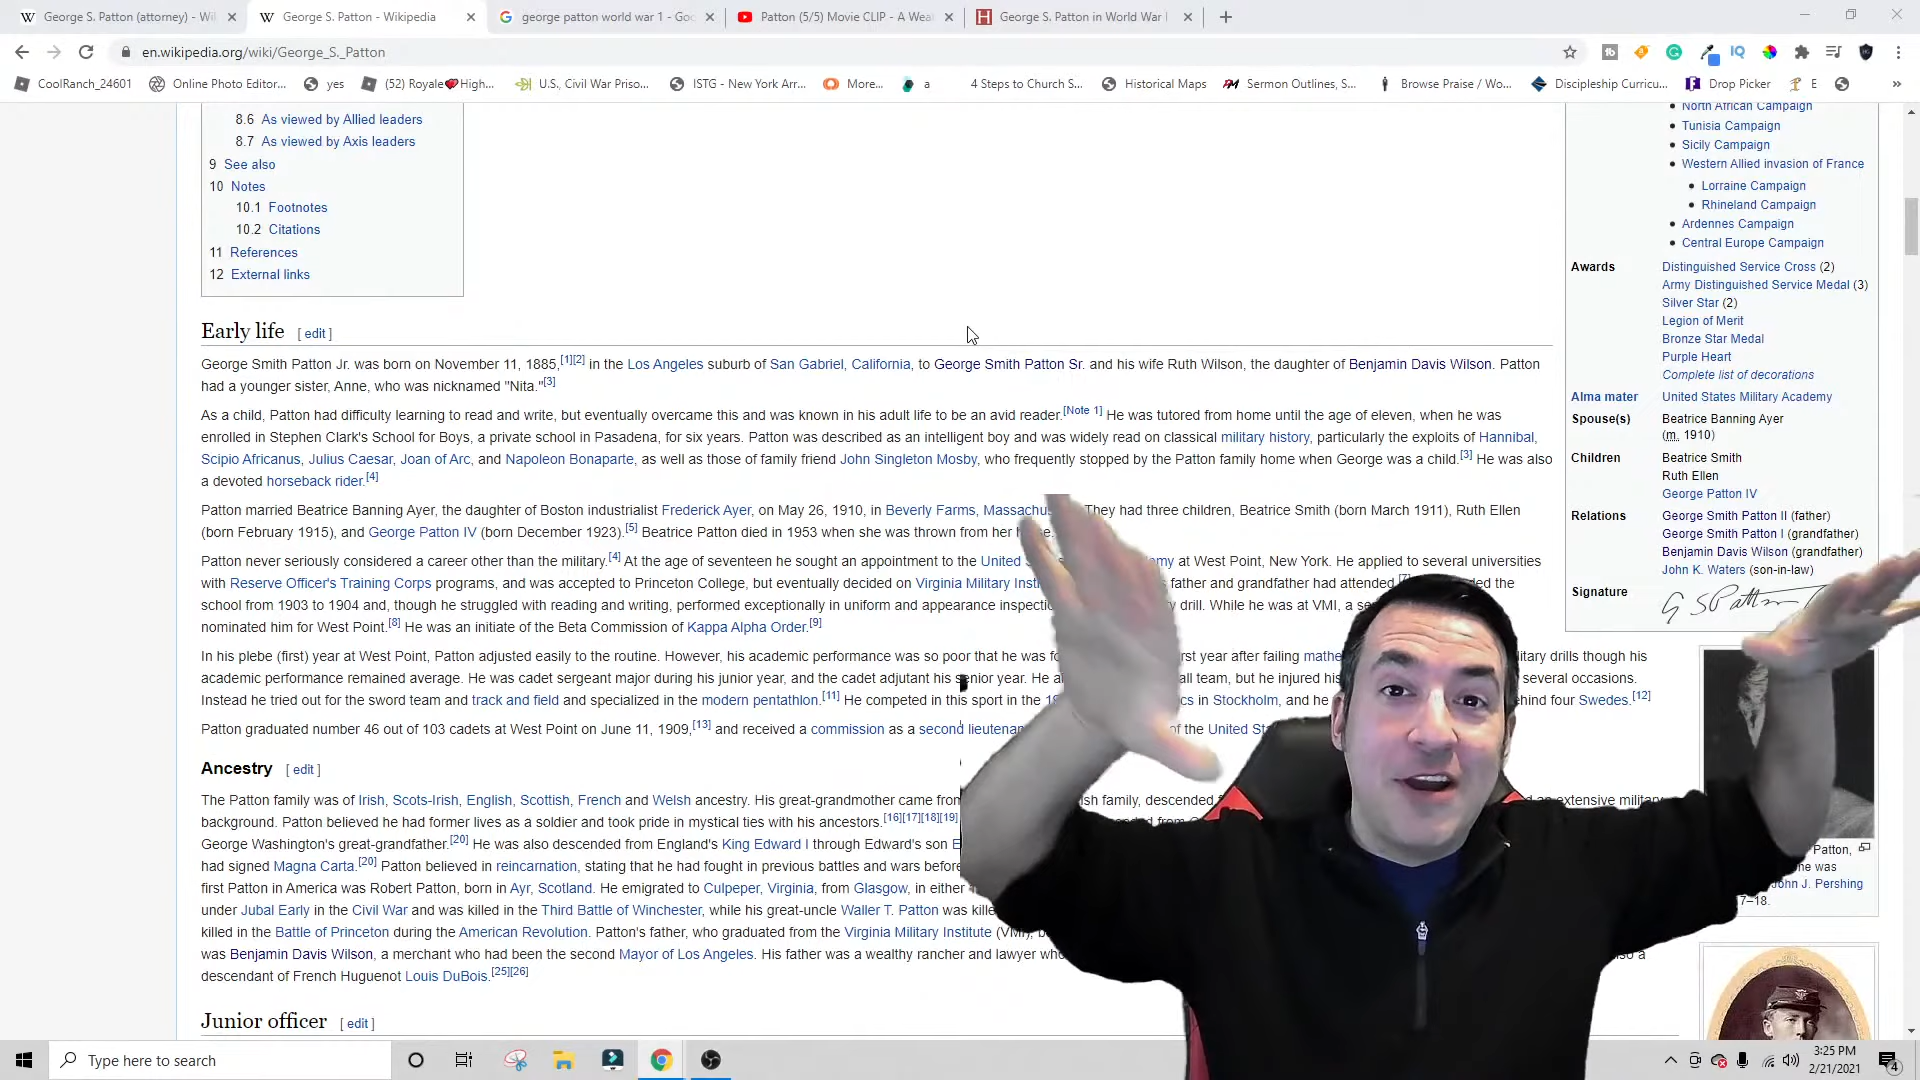 George S. Patton (attorney) - Wi
George S. Patton - Wikipedia
george patton world war 1 - Goo
Patton (5/5) Movie CLIP - A Wea
George S. Patton in World War I
en.wikipedia.org/wiki/George_S._Patton
CoolRanch_24601
Online Photo Editor...
yes
(52) Royale❤High...
U.S. Civil War Priso...
ISTG - New York Arr...
More...
a
4 Steps to Church S...
Historical Maps
Sermon Outlines, S...
Browse Praise / Wo...
Discipleship Curricu...
Drop Picker
E
»
8.6 As viewed by Allied leaders
8.7 As viewed by Axis leaders
9 See also
10 Notes
10.1 Footnotes
10.2 Citations
11 References
12 External links
North African Campaign
Tunisia Campaign
Sicily Campaign
Western Allied invasion of France
Lorraine Campaign
Rhineland Campaign
Ardennes Campaign
Central Europe Campaign
Awards Distinguished Service Cross (2)
Army Distinguished Service Medal (3)
Silver Star (2)
Legion of Merit
Bronze Star Medal
Purple Heart
Complete list of decorations
Alma mater United States Military Academy
Spouse(s) Beatrice Banning Ayer
(m. 1910)
Children Beatrice Smith
Ruth Ellen
George Patton IV
Relations George Smith Patton II (father)
George Smith Patton I (grandfather)
Benjamin Davis Wilson (grandfather)
John K. Waters (son-in-law)
Signature G S Patton
Early life [ edit ]
George Smith Patton Jr. was born on November 11, 1885,[1][2] in the Los Angeles suburb of San Gabriel, California, to George Smith Patton Sr. and his wife Ruth Wilson, the daughter of Benjamin Davis Wilson. Patton
had a younger sister, Anne, who was nicknamed "Nita."[3]
As a child, Patton had difficulty learning to read and write, but eventually overcame this and was known in his adult life to be an avid reader.[Note 1] He was tutored from home until the age of eleven, when he was
enrolled in Stephen Clark's School for Boys, a private school in Pasadena, for six years. Patton was described as an intelligent boy and was widely read on classical military history, particularly the exploits of Hannibal,
Scipio Africanus, Julius Caesar, Joan of Arc, and Napoleon Bonaparte, as well as those of family friend John Singleton Mosby, who frequently stopped by the Patton family home when George was a child.[3] He was also
a devoted horseback rider.[4]
Patton married Beatrice Banning Ayer, the daughter of Boston industrialist Frederick Ayer, on May 26, 1910, in Beverly Farms, Massachus They had three children, Beatrice Smith (born March 1911), Ruth Ellen
(born February 1915), and George Patton IV (born December 1923).[5] Beatrice Patton died in 1953 when she was thrown from her
Patton never seriously considered a career other than the military.[4] At the age of seventeen he sought an appointment to the United emy at West Point, New York. He applied to several universities
with Reserve Officer's Training Corps programs, and was accepted to Princeton College, but eventually decided on Virginia Military Insti father and grandfather had attended.[7] ded the
school from 1903 to 1904 and, though he struggled with reading and writing, performed exceptionally in uniform and appearance inspectio drill. While he was at VMI, a se
nominated him for West Point.[8] He was an initiate of the Beta Commission of Kappa Alpha Order.[9]
In his plebe (first) year at West Point, Patton adjusted easily to the routine. However, his academic performance was so poor that he was fo rst year after failing mathe litary drills though his
academic performance remained average. He was cadet sergeant major during his junior year, and the cadet adjutant his senior year. He a all team, but he injured his several occasions.
Instead he tried out for the sword team and track and field and specialized in the modern pentathlon.[11] He competed in this sport in the 19 cs in Stockholm, and he ehind four Swedes.[12]
Patton graduated number 46 out of 103 cadets at West Point on June 11, 1909,[13] and received a commission as a second lieutenan of the United Sta
Ancestry [ edit ]
The Patton family was of Irish, Scots-Irish, English, Scottish, French and Welsh ancestry. His great-grandmother came from sh family, descended an extensive military
background. Patton believed he had former lives as a soldier and took pride in mystical ties with his ancestors.[16][17][18][19]
George Washington's great-grandfather.[20] He was also descended from England's King Edward I through Edward's son E
had signed Magna Carta.[20] Patton believed in reincarnation, stating that he had fought in previous battles and wars before
first Patton in America was Robert Patton, born in Ayr, Scotland. He emigrated to Culpeper, Virginia, from Glasgow, in either
under Jubal Early in the Civil War and was killed in the Third Battle of Winchester, while his great-uncle Waller T. Patton was kille
killed in the Battle of Princeton during the American Revolution. Patton's father, who graduated from the Virginia Military Institute (VMI), b
was Benjamin Davis Wilson, a merchant who had been the second Mayor of Los Angeles. His father was a wealthy rancher and lawyer who so a
descendant of French Huguenot Louis DuBois.[25][26]
Patton,
he was
John J. Pershing
7–18.
Junior officer [ edit ]
Type here to search
3:25 PM
2/21/2021
4